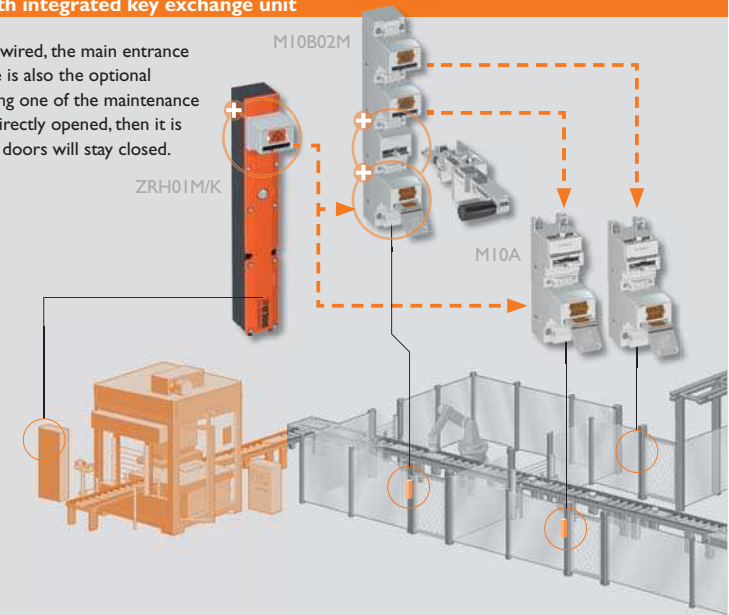 th integrated key exchange unit
wired, the main entrance
e is also the optional
ng one of the maintenance
irectly opened, then it is
doors will stay closed.
M10B02M
ZRH01M/K
M10A